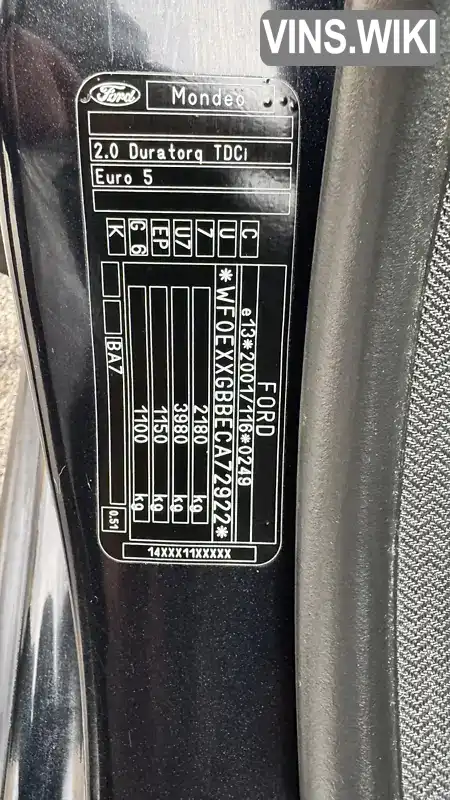 VINS.WIKI
Ford
Mondeo
2.0 Duratorq TDCi
Euro 5
K G 6 EP U7 7 U C
FORD
e13*2001/116*0249
*WF0EXXGBBECA72922*
2180 kg
3980 kg
1150 kg
1100 kg
BA7
0.51
14XXX11XXXXX